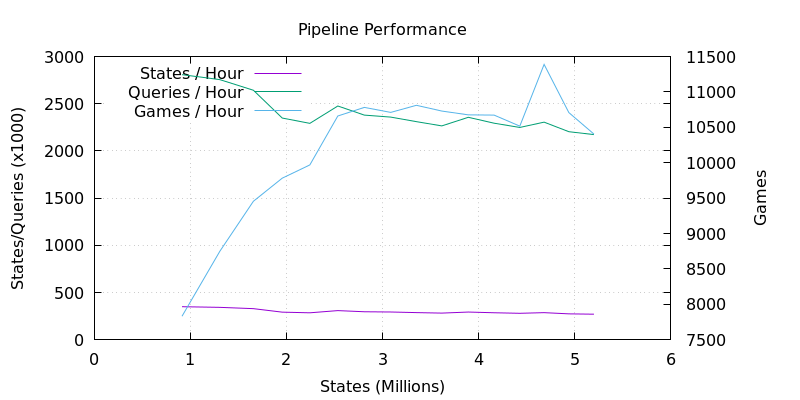 Pipeline Performance
States / Hour
Queries / Hour
Games / Hour
States/Queries (x1000)
3000
2500
2000
1500
1000
500
0
11500
11000
10500
10000
9500
9000
8500
8000
7500
Games
0 1 2 3 4 5 6
States (Millions)